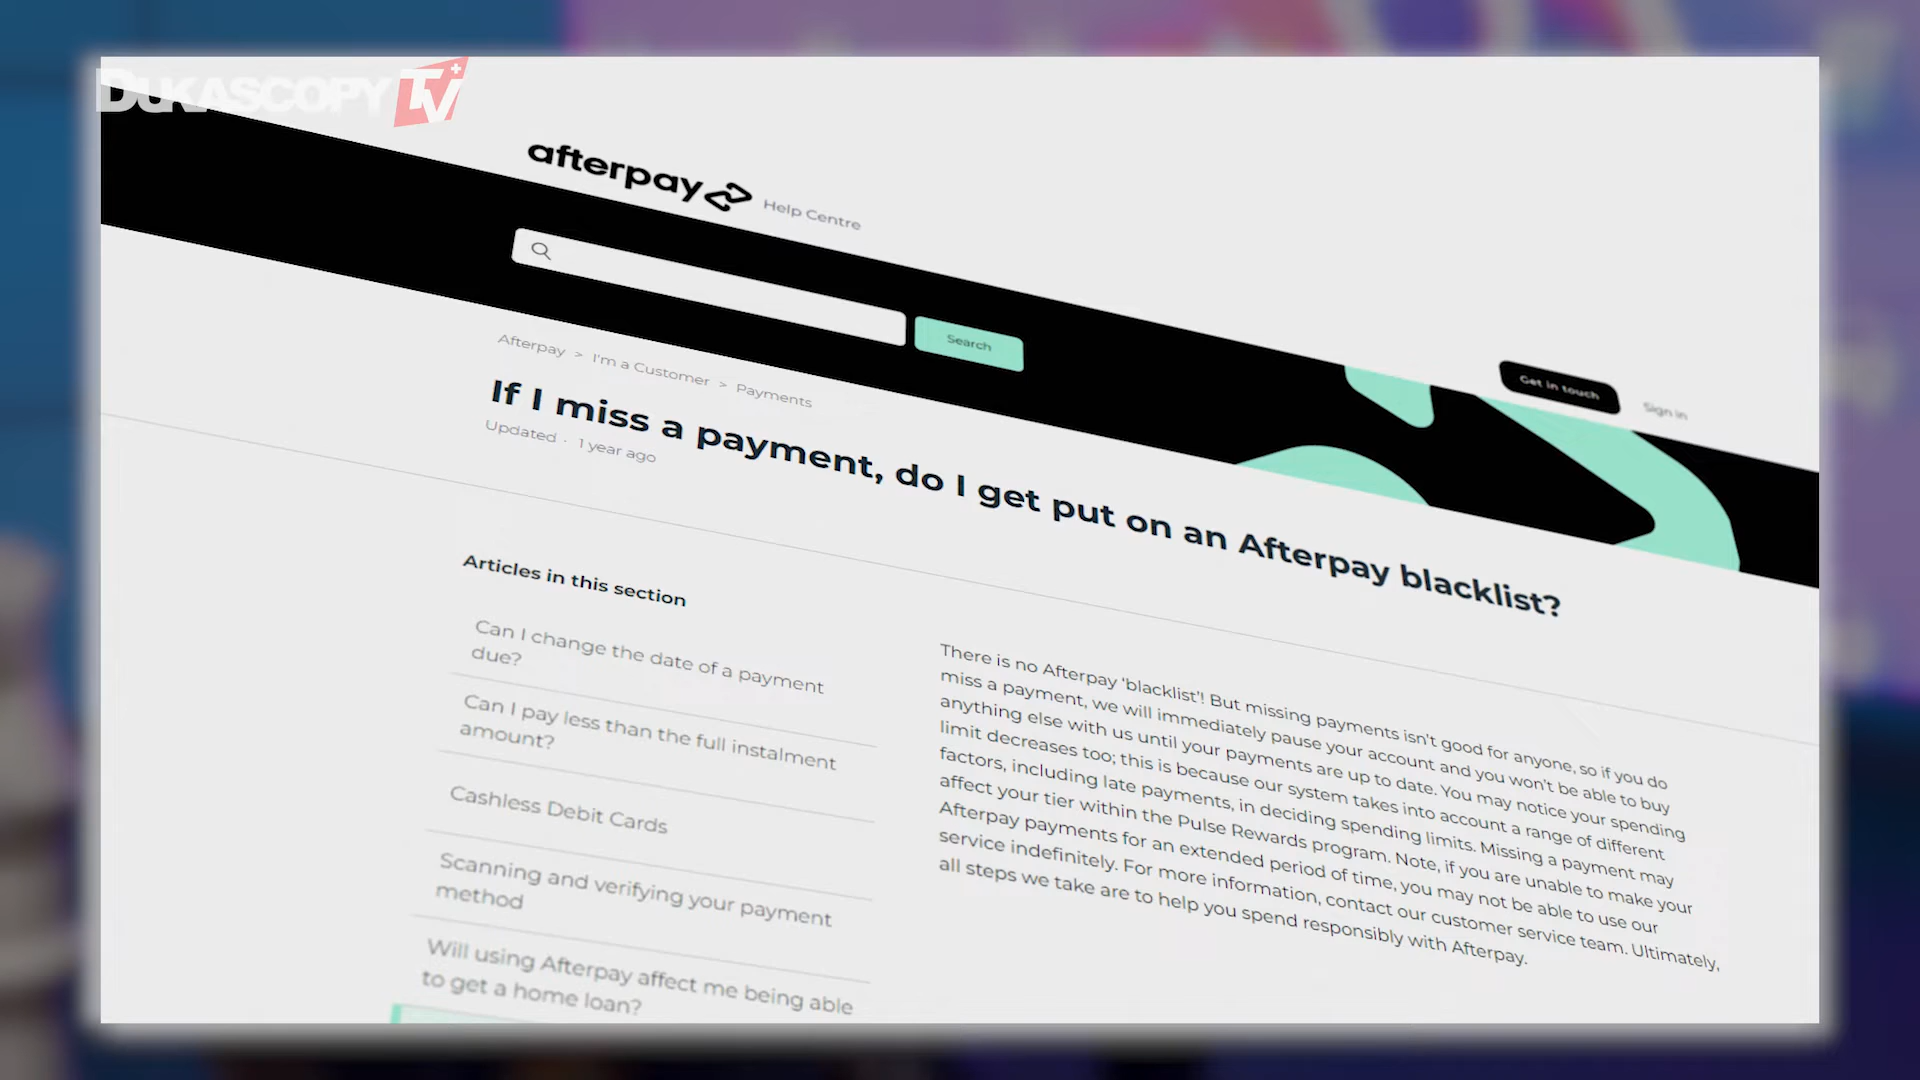 DUKASCOPY TV+
afterpay Help Centre
Get in touch
Sign in
Search
Afterpay > I'm a Customer > Payments
If I miss a payment, do I get put on an Afterpay blacklist?
Updated · 1 year ago
Articles in this section
Can I change the date of a payment
due?
Can I pay less than the full instalment
amount?
Cashless Debit Cards
Scanning and verifying your payment
method
Will using Afterpay affect me being able
to get a home loan?
There is no Afterpay 'blacklist'! But missing payments isn't good for anyone, so if you do
miss a payment, we will immediately pause your account and you won't be able to buy
anything else with us until your payments are up to date. You may notice your spending
limit decreases too; this is because our system takes into account a range of different
factors, including late payments, in deciding spending limits. Missing a payment may
affect your tier within the Pulse Rewards program. Note, if you are unable to make your
Afterpay payments for an extended period of time, you may not be able to use our
service indefinitely. For more information, contact our customer service team. Ultimately,
all steps we take are to help you spend responsibly with Afterpay.